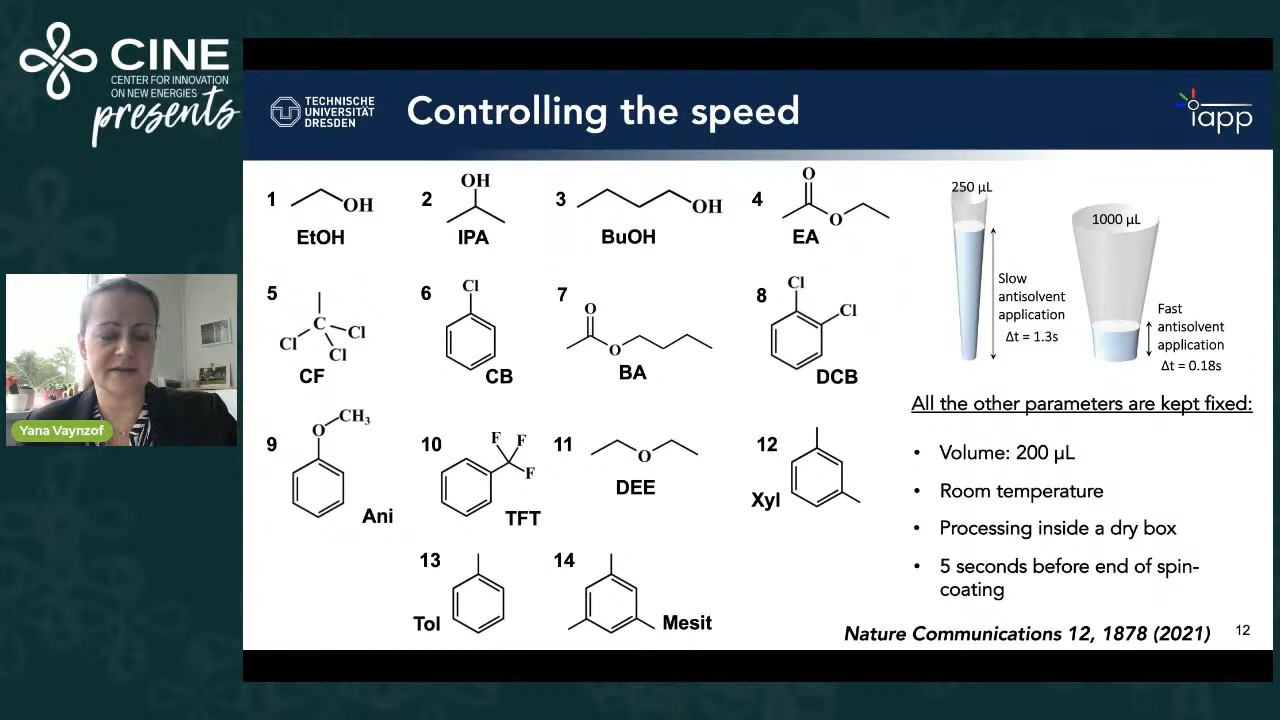 CINE
CENTER FOR INNOVATION
ON NEW ENERGIES
presents
TECHNISCHE
UNIVERSITÄT
DRESDEN
Controlling the speed
iapp
1
OH
EtOH
2
OH
IPA
3
OH
BuOH
4
O
O
EA
5
C
Cl
Cl
Cl
CF
6
Cl
CB
7
O
O
BA
8
Cl
Cl
DCB
9
O
CH3
Ani
10
F
F
F
TFT
11
O
DEE
12
Xyl
13
Tol
14
Mesit
250 µL
Slow
antisolvent
application
Δt = 1.3s
1000 µL
Fast
antisolvent
application
Δt = 0.18s
All the other parameters are kept fixed:
• Volume: 200 µL
• Room temperature
• Processing inside a dry box
• 5 seconds before end of spin-
coating
Nature Communications 12, 1878 (2021)
12
Yana Vaynzof